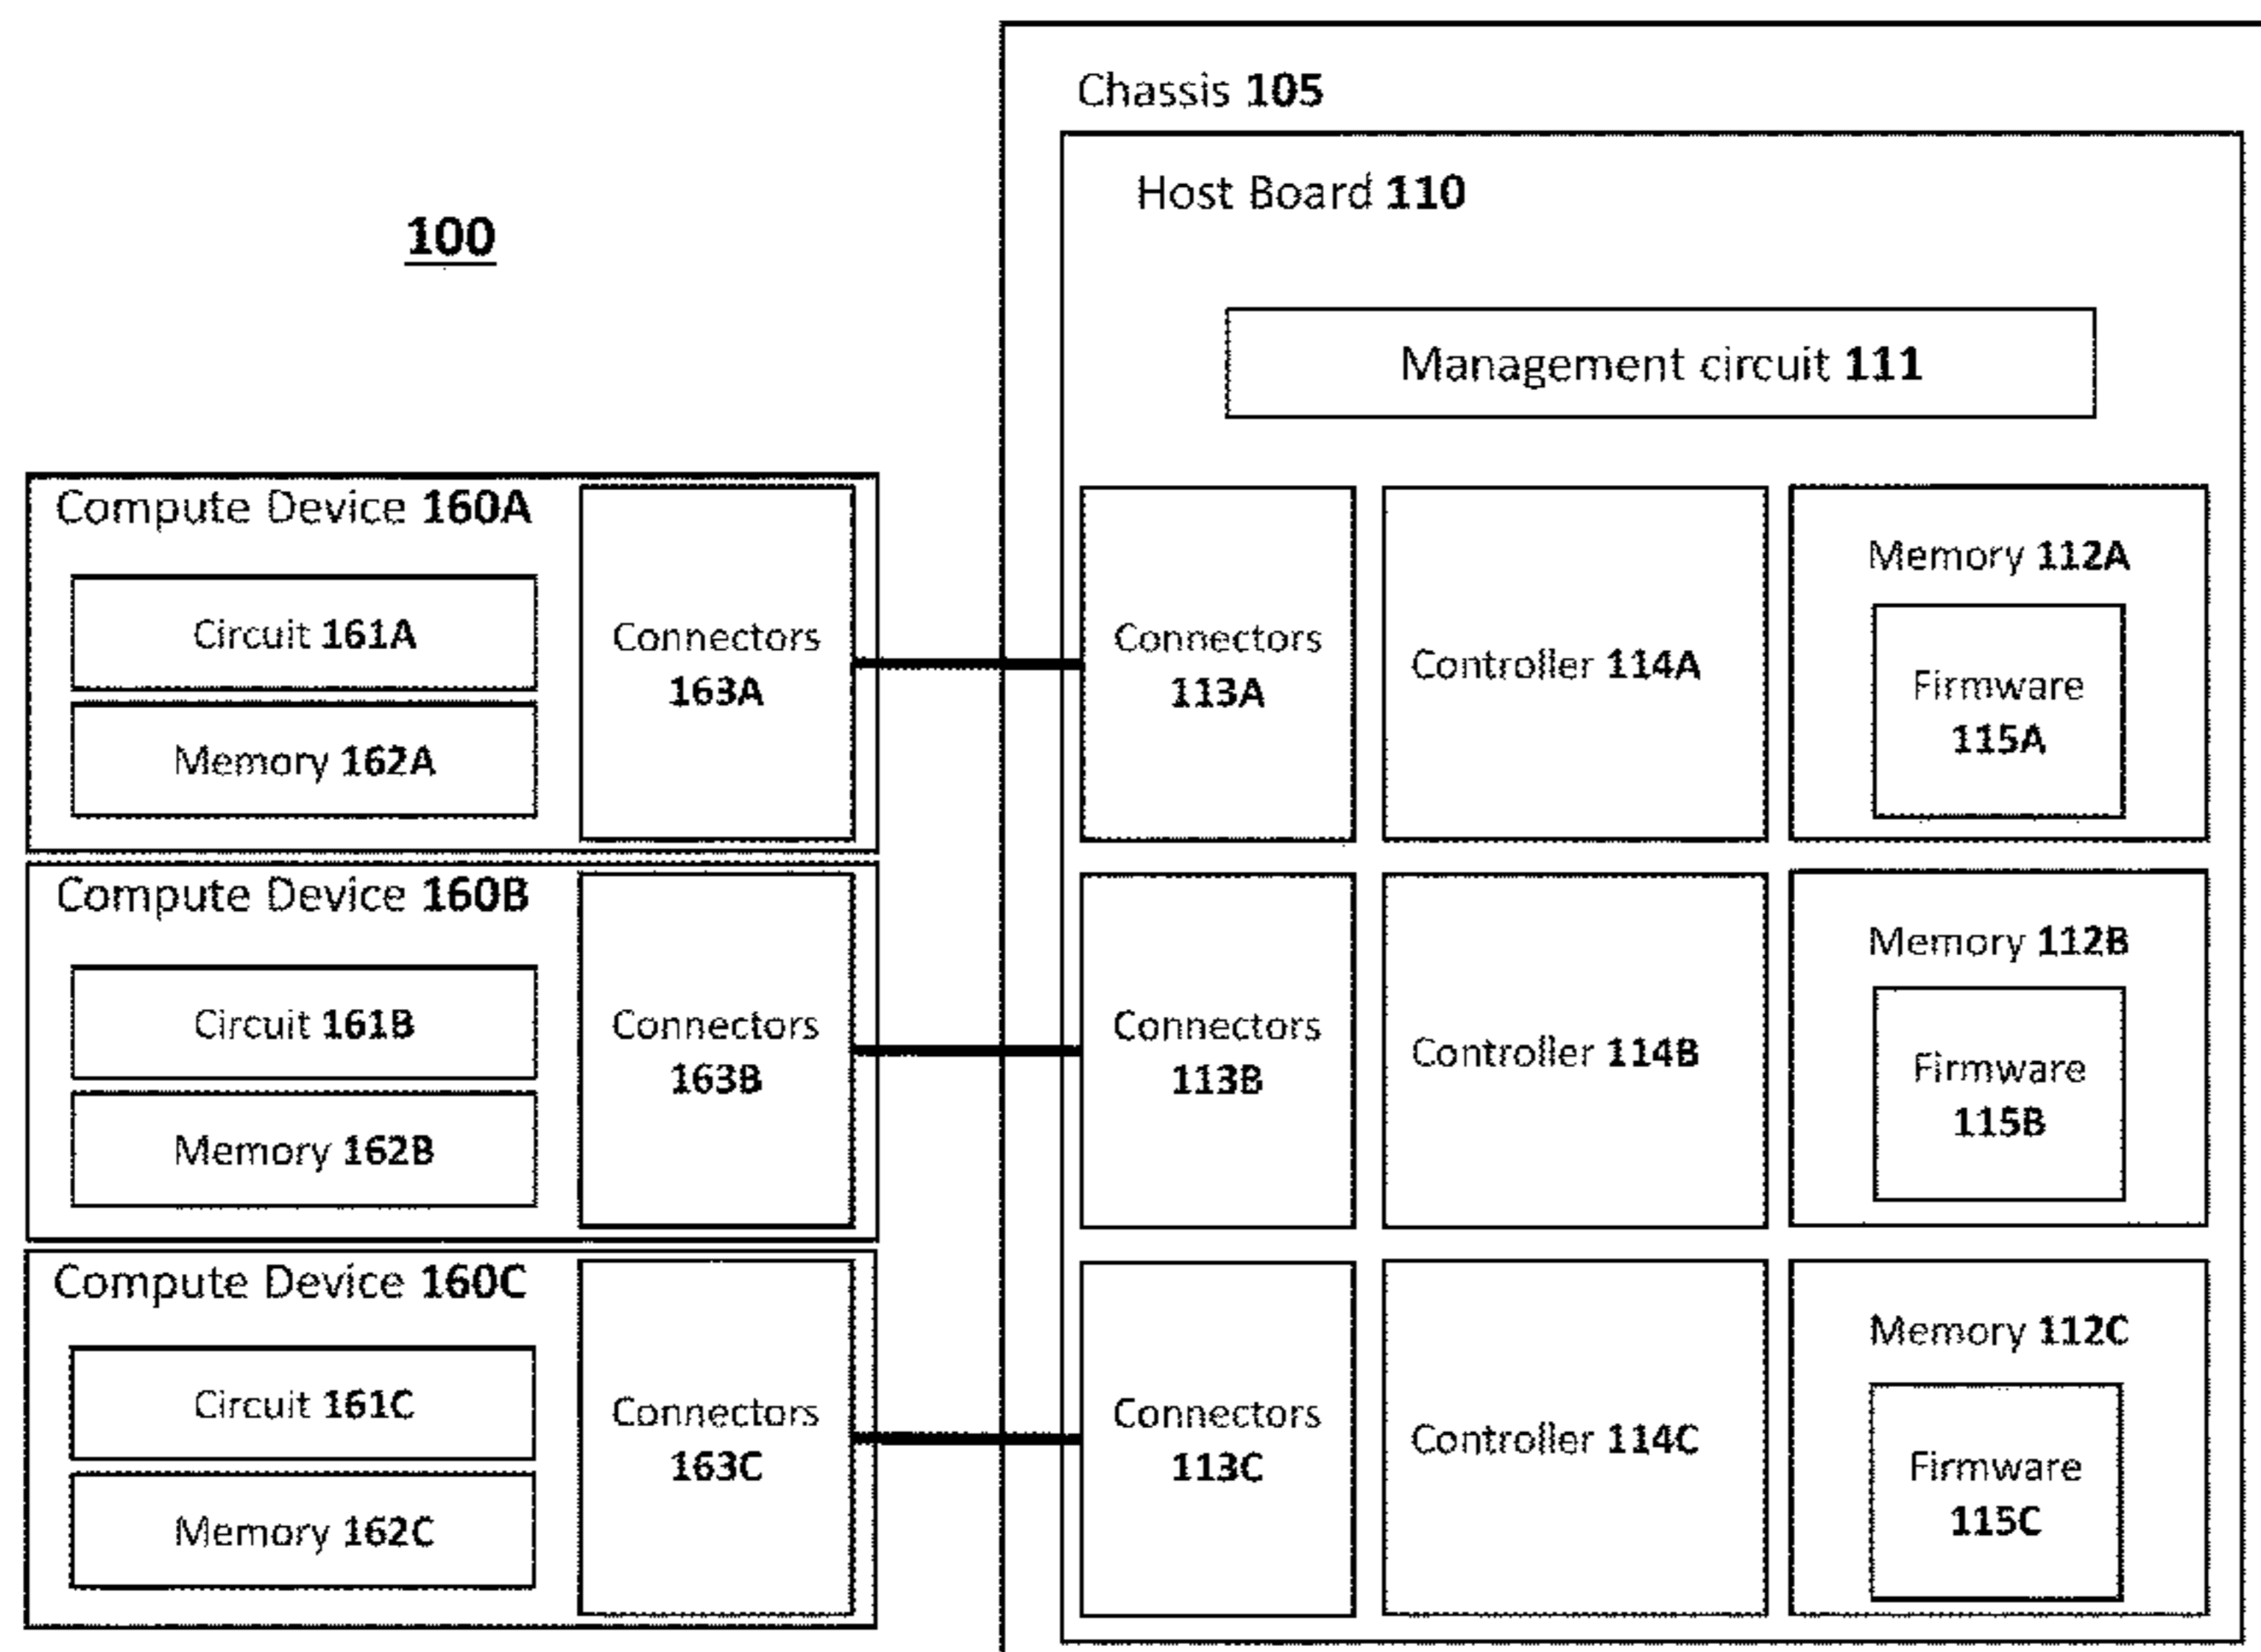 100
Chassis 105
Host Board 110
Management circuit 111
Compute Device 160A
Circuit 161A
Memory 162A
Connectors
163A
Connectors
113A
Controller 114A
Memory 112A
Firmware
115A
Compute Device 160B
Circuit 161B
Memory 162B
Connectors
163B
Connectors
113B
Controller 114B
Memory 112B
Firmware
115B
Compute Device 160C
Circuit 161C
Memory 162C
Connectors
163C
Connectors
113C
Controller 114C
Memory 112C
Firmware
115C